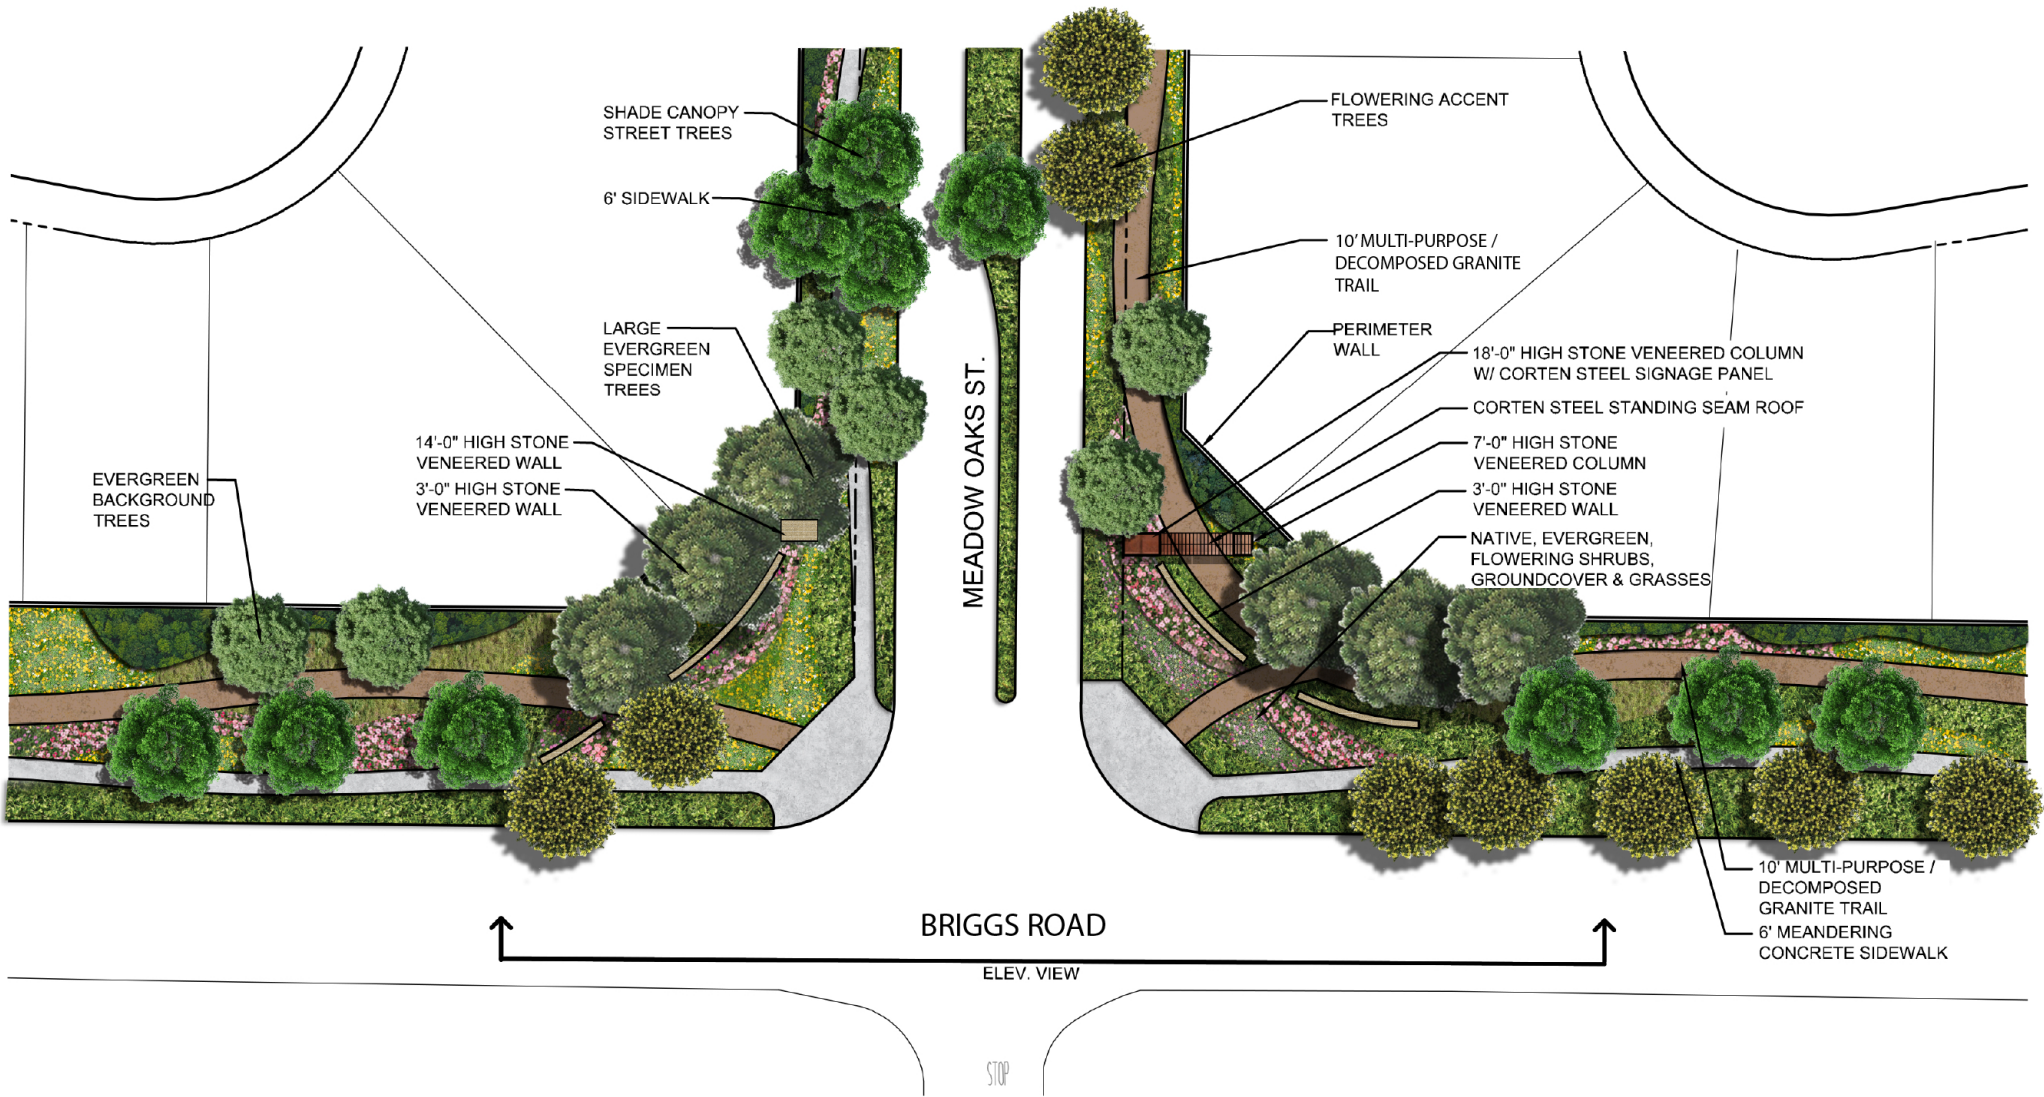 SHADE CANOPY
STREET TREES
6' SIDEWALK
LARGE
EVERGREEN
SPECIMEN
TREES
14'-0" HIGH STONE
VENEERED WALL
3'-0" HIGH STONE
VENEERED WALL
EVERGREEN
BACKGROUND
TREES
MEADOW OAKS ST.
FLOWERING ACCENT
TREES
10' MULTI-PURPOSE /
DECOMPOSED GRANITE
TRAIL
PERIMETER
WALL
18'-0" HIGH STONE VENEERED COLUMN
W/ CORTEN STEEL SIGNAGE PANEL
CORTEN STEEL STANDING SEAM ROOF
7'-0" HIGH STONE
VENEERED COLUMN
3'-0" HIGH STONE
VENEERED WALL
NATIVE, EVERGREEN,
FLOWERING SHRUBS,
GROUNDCOVER & GRASSES
10' MULTI-PURPOSE /
DECOMPOSED
GRANITE TRAIL
6' MEANDERING
CONCRETE SIDEWALK
BRIGGS ROAD
ELEV. VIEW
STOP